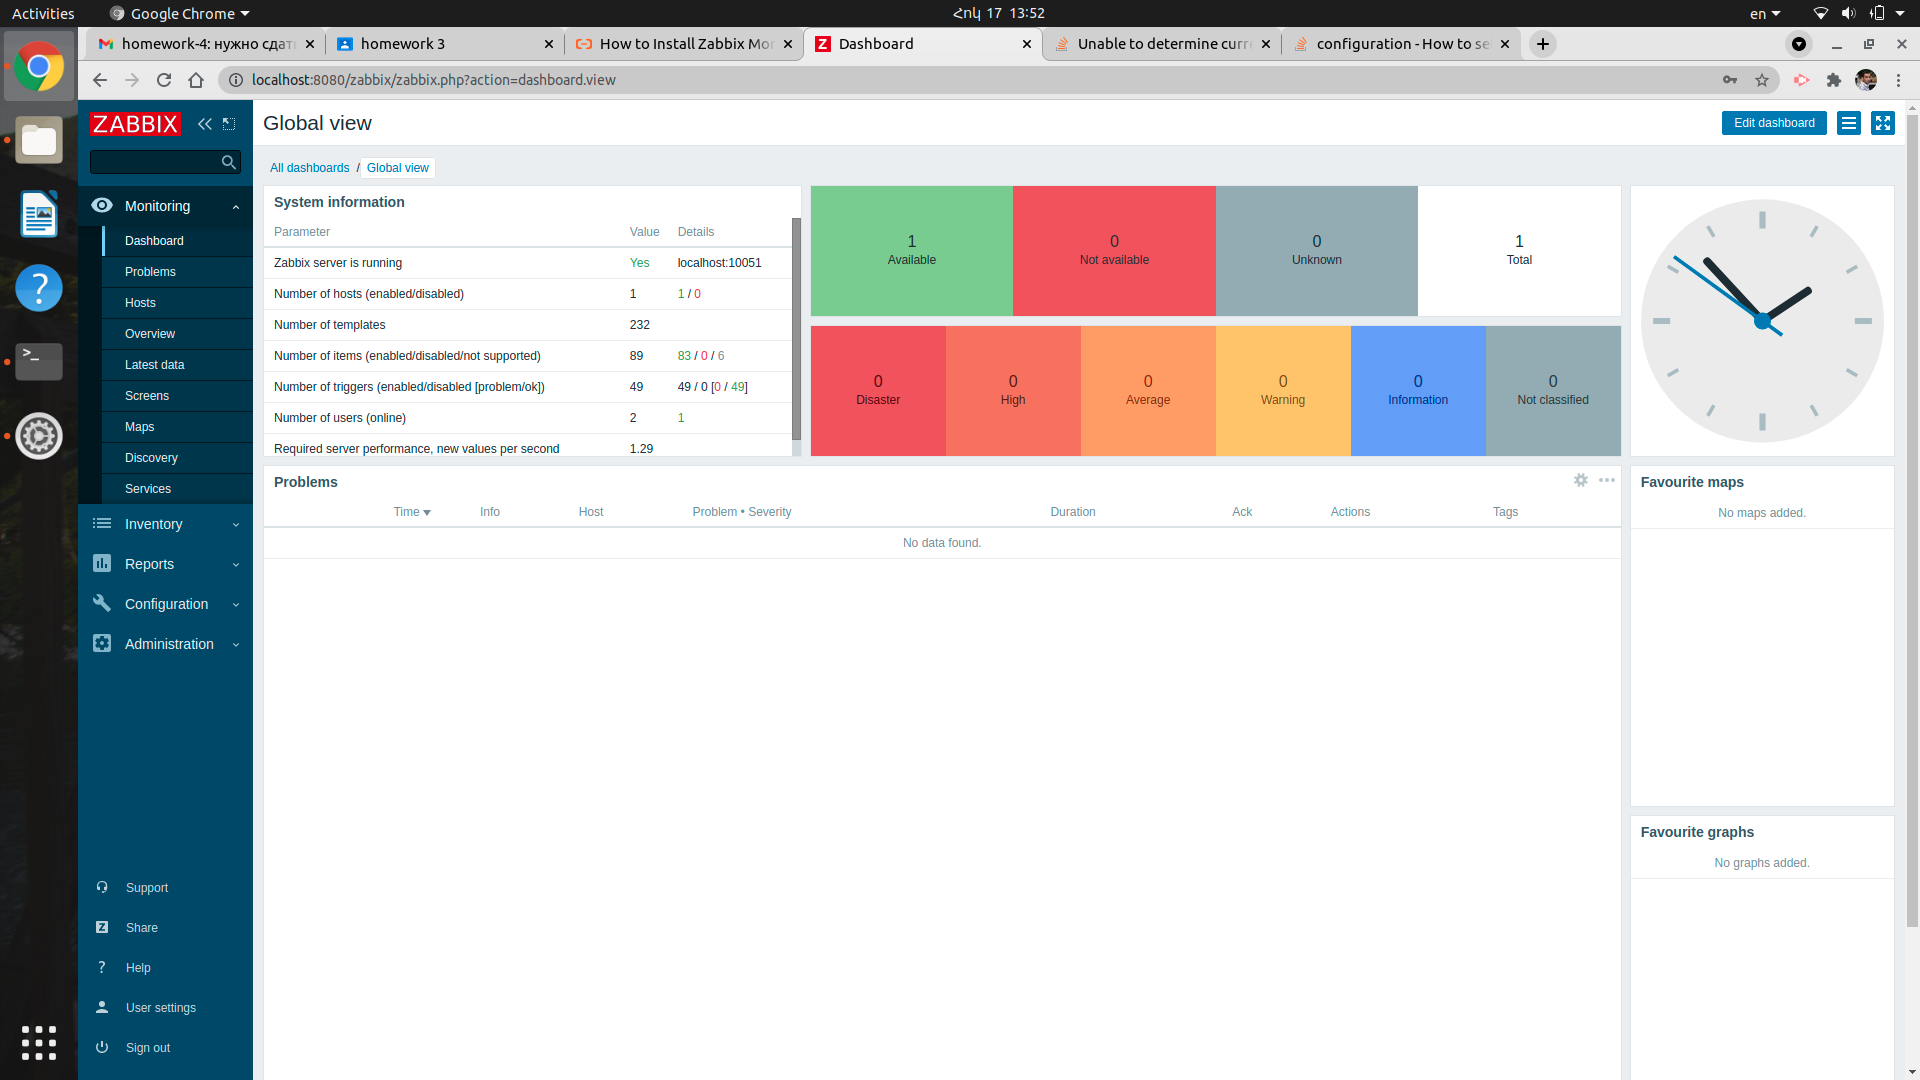 Activities
Google Chrome
Հոկ 17 13:52
en
homework-4: нужно сдат
homework 3
How to Install Zabbix Mo
Dashboard
Unable to determine curr
configuration - How to se
localhost:8080/zabbix/zabbix.php?action=dashboard.view
ZABBIX
Monitoring
Dashboard
Problems
Hosts
Overview
Latest data
Screens
Maps
Discovery
Services
Inventory
Reports
Configuration
Administration
Support
Share
Help
User settings
Sign out
Global view
Edit dashboard
All dashboards / Global view
System information
Parameter Value Details
Zabbix server is running Yes localhost:10051
Number of hosts (enabled/disabled) 1 1 / 0
Number of templates 232
Number of items (enabled/disabled/not supported) 89 83 / 0 / 6
Number of triggers (enabled/disabled [problem/ok]) 49 49 / 0 [0 / 49]
Number of users (online) 2 1
Required server performance, new values per second 1.29
1 Available
0 Not available
0 Unknown
1 Total
0 Disaster
0 High
0 Average
0 Warning
0 Information
0 Not classified
Problems
Time Info Host Problem • Severity Duration Ack Actions Tags
No data found.
Favourite maps
No maps added.
Favourite graphs
No graphs added.